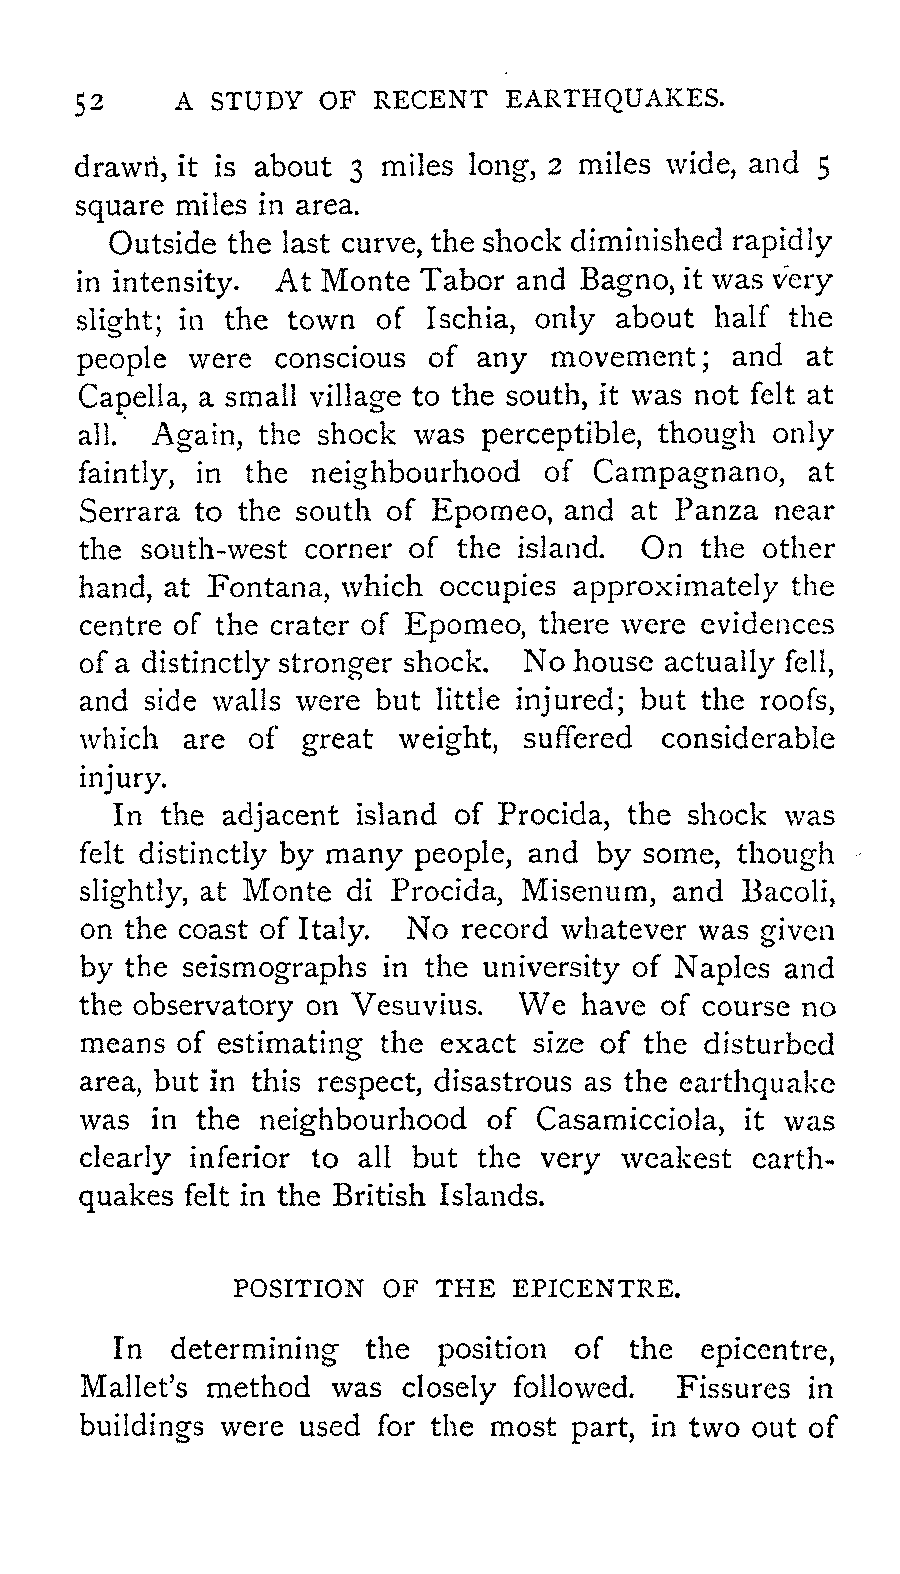 52 A STUDY OF RECENT EARTHQUAKES.
drawn, it is about 3 miles long, 2 miles wide, and 5
square miles in area.
Outside the last curve, the shock diminished rapidly
in intensity. At Monte Tabor and Bagno, it was very
slight; in the town of Ischia, only about half the
people were conscious of any movement; and at
Capella, a small village to the south, it was not felt at
all. Again, the shock was perceptible, though only
faintly, in the neighbourhood of Campagnano, at
Serrara to the south of Epomeo, and at Panza near
the south-west corner of the island. On the other
hand, at Fontana, which occupies approximately the
centre of the crater of Epomeo, there were evidences
of a distinctly stronger shock. No house actually fell,
and side walls were but little injured; but the roofs,
which are of great weight, suffered considerable
injury.
In the adjacent island of Procida, the shock was
felt distinctly by many people, and by some, though
slightly, at Monte di Procida, Misenum, and Bacoli,
on the coast of Italy. No record whatever was given
by the seismographs in the university of Naples and
the observatory on Vesuvius. We have of course no
means of estimating the exact size of the disturbed
area, but in this respect, disastrous as the earthquake
was in the neighbourhood of Casamicciola, it was
clearly inferior to all but the very weakest earth-
quakes felt in the British Islands.
POSITION OF THE EPICENTRE.
In determining the position of the epicentre,
Mallet's method was closely followed. Fissures in
buildings were used for the most part, in two out of